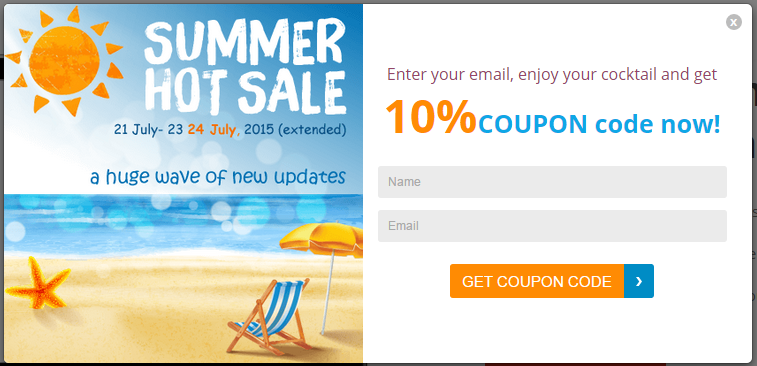 SUMMER
HOT SALE
21 July- 23 24 July, 2015 (extended)
a huge wave of new updates
x
Enter your email, enjoy your cocktail and get
10%COUPON code now!
Name
Email
GET COUPON CODE ›